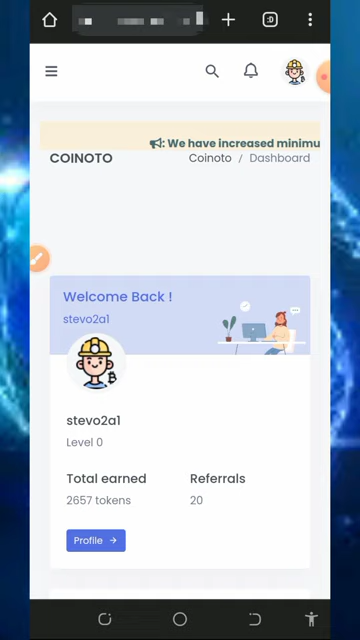 :D
📢: We have increased minimu
COINOTO
Coinoto / Dashboard
Welcome Back !
stevo2a1
stevo2a1
Level 0
Total earned
Referrals
2657 tokens
20
Profile →